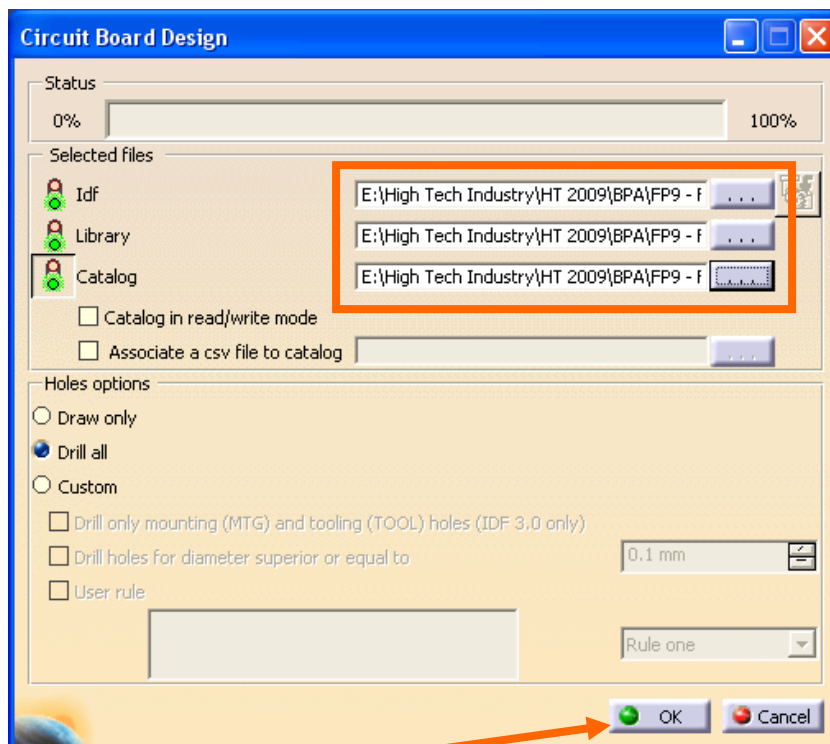 Circuit Board Design
Status
0% 100%
Selected files
Idf E:\High Tech Industry\HT 2009\BPA\FP9 - F ...
Library E:\High Tech Industry\HT 2009\BPA\FP9 - F ...
Catalog E:\High Tech Industry\HT 2009\BPA\FP9 - F ...
Catalog in read/write mode
Associate a csv file to catalog ...
Holes options
Draw only
Drill all
Custom
Drill only mounting (MTG) and tooling (TOOL) holes (IDF 3.0 only)
Drill holes for diameter superior or equal to 0.1 mm
User rule
Rule one
OK Cancel